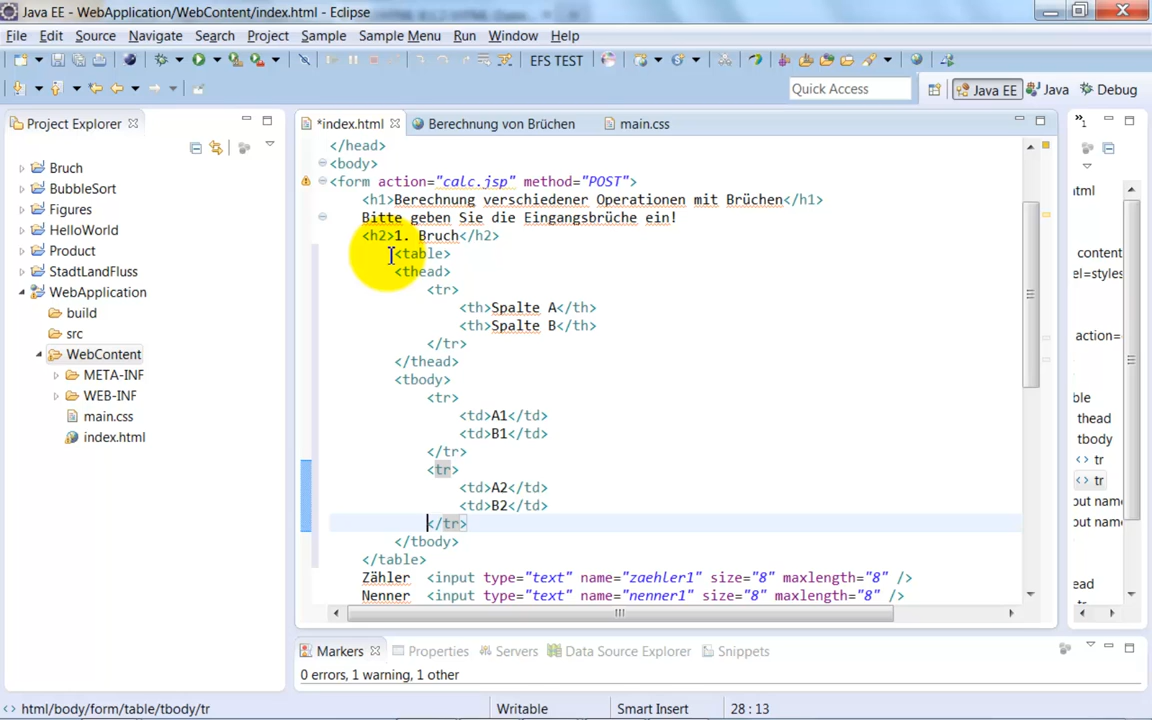 Java EE - WebApplication/WebContent/index.html - Eclipse
File Edit Source Navigate Search Project Sample Sample Menu Run Window Help
EFS TEST
Quick Access
Java EE
Java
Debug
Project Explorer
Bruch
BubbleSort
Figures
HelloWorld
Product
StadtLandFluss
WebApplication
build
src
WebContent
META-INF
WEB-INF
main.css
index.html
*index.html
Berechnung von Brüchen
main.css
</head>
<body>
<form action="calc.jsp" method="POST">
<h1>Berechnung verschiedener Operationen mit Brüchen</h1>
Bitte geben Sie die Eingangsbrüche ein!
<h2>1. Bruch</h2>
<table>
<thead>
<tr>
<th>Spalte A</th>
<th>Spalte B</th>
</tr>
</thead>
<tbody>
<tr>
<td>A1</td>
<td>B1</td>
</tr>
<tr>
<td>A2</td>
<td>B2</td>
</tr>
</tbody>
</table>
Zähler <input type="text" name="zaehler1" size="8" maxlength="8" />
Nenner <input type="text" name="nenner1" size="8" maxlength="8" />
»1
tml
content
el=styles
action=
ble
thead
tbody
tr
tr
put name
put name
ead
Markers
Properties
Servers
Data Source Explorer
Snippets
0 errors, 1 warning, 1 other
html/body/form/table/tbody/tr
Writable
Smart Insert
28 : 13